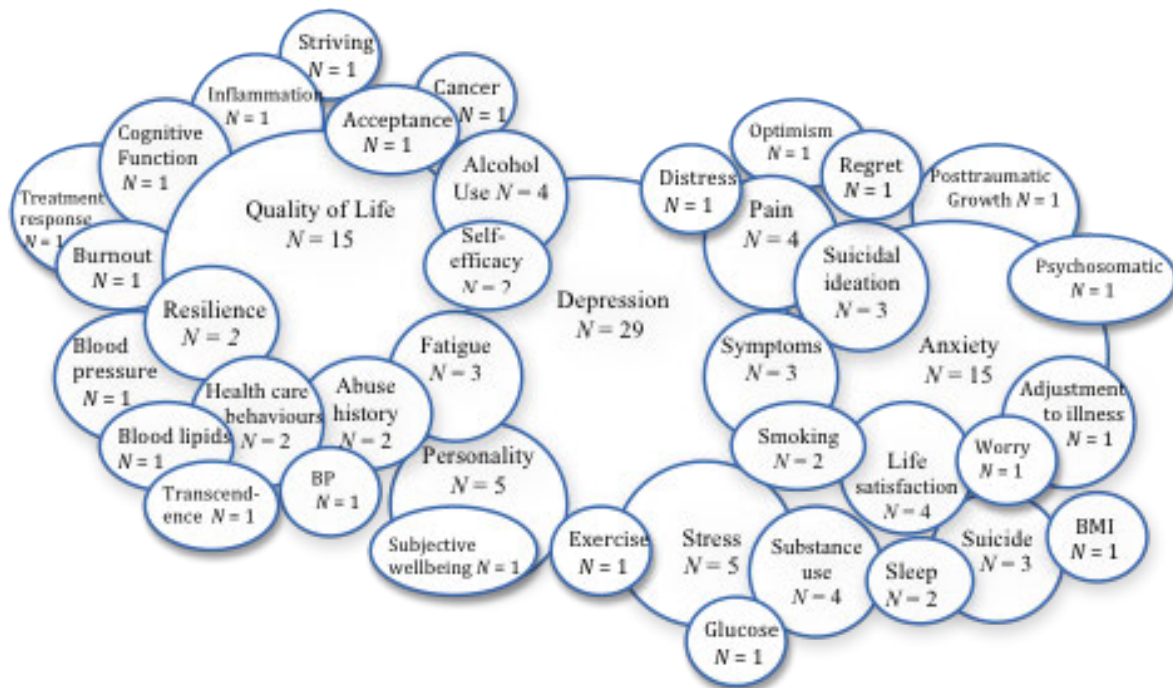 Striving
N = 1
Inflammation
N = 1
Cancer
N = 1
Cognitive
Function
N = 1
Acceptance
N = 1
Alcohol
Use N = 4
Treatment
response
N = 1
Quality of Life
N = 15
Burnout
N = 1
Self-
efficacy
N = 2
Resilience
N = 2
Blood
pressure
N = 1
Health care
behaviours
N = 2
Abuse
history
N = 2
Fatigue
N = 3
Blood lipids
N = 1
Transcend-
ence N = 1
BP
N = 1
Personality
N = 5
Subjective
wellbeing N = 1
Depression
N = 29
Distress
N = 1
Optimism
N = 1
Regret
N = 1
Posttraumatic
Growth N = 1
Pain
N = 4
Suicidal
ideation
N = 3
Psychosomatic
N = 1
Symptoms
N = 3
Anxiety
N = 15
Adjustment
to illness
N = 1
Smoking
N = 2
Life
satisfaction
N = 4
Worry
N = 1
Exercise
N = 1
Stress
N = 5
Substance
use
N = 4
Sleep
N = 2
Suicide
N = 3
BMI
N = 1
Glucose
N = 1